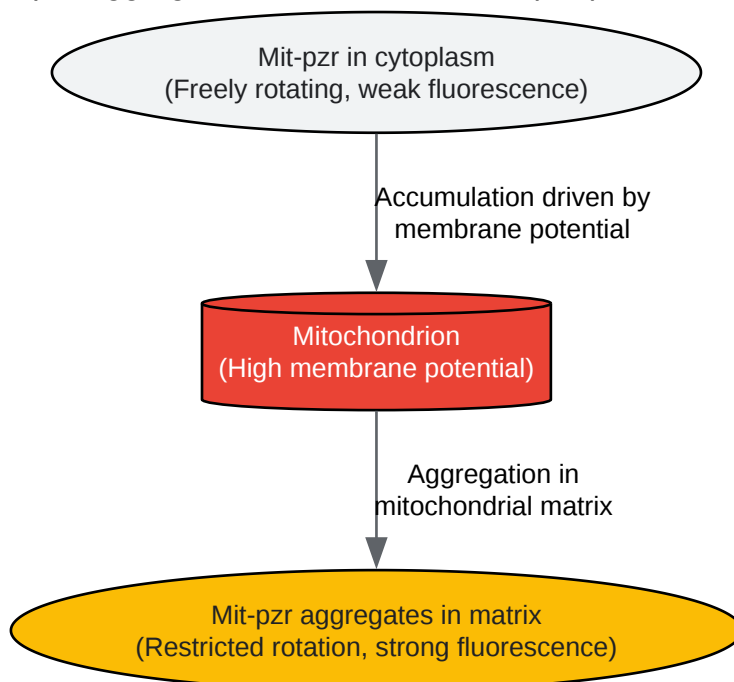 Mit-pzr in cytoplasm
(Freely rotating, weak fluorescence)
Accumulation driven by
membrane potential
Mitochondrion
(High membrane potential)
Aggregation in
mitochondrial matrix
Mit-pzr aggregates in matrix
(Restricted rotation, strong fluorescence)